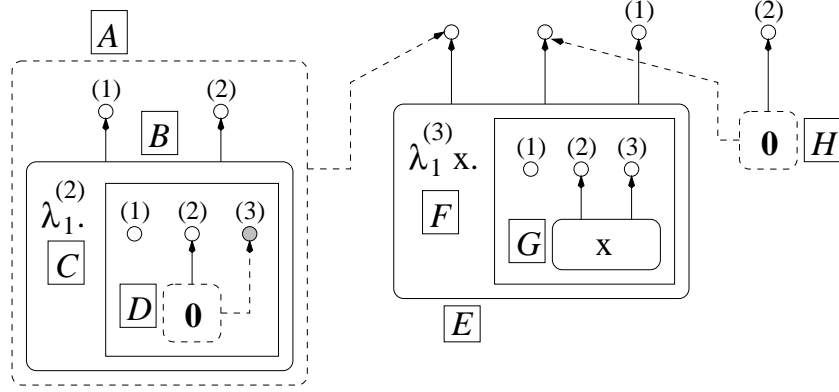 A
(1) (2)
(1) (2)
B
λ₁⁽²⁾.
C
(1) (2) (3)
D
0
λ₁⁽³⁾ x.
F
(1) (2) (3)
G
x
E
0
H